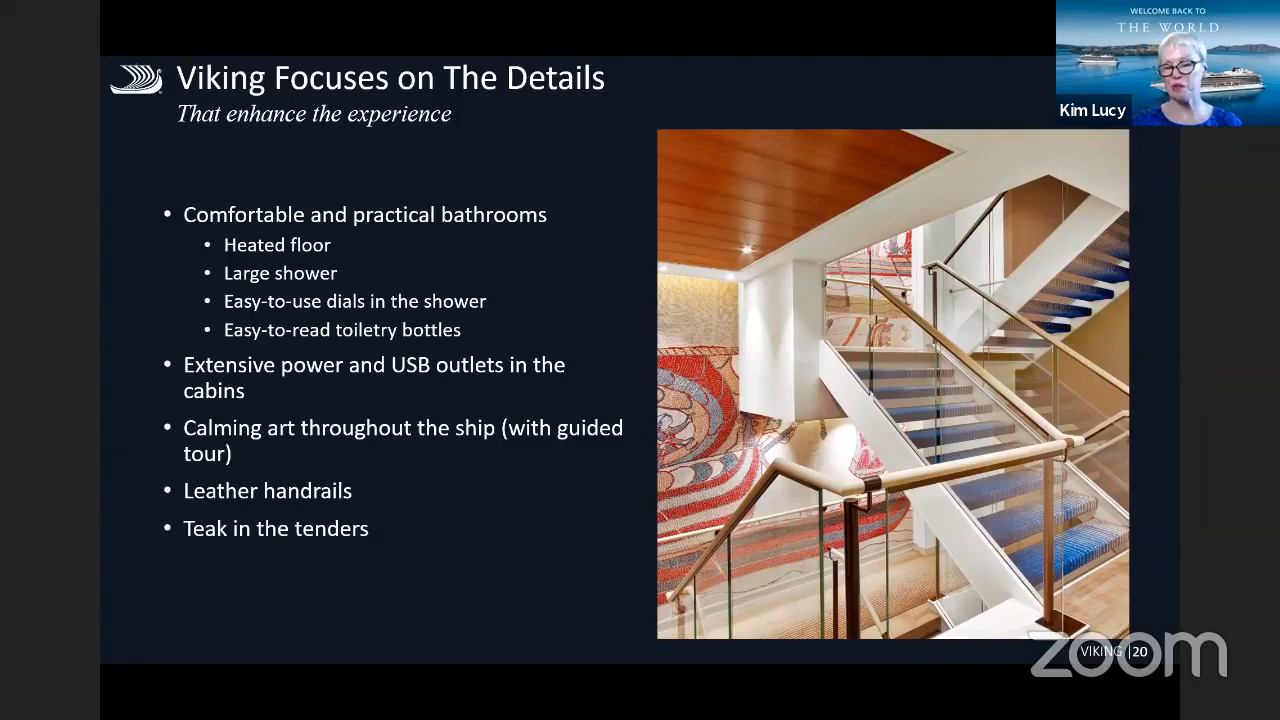 WELCOME BACK TO
THE WORLD
Kim Lucy
Viking Focuses on The Details
That enhance the experience
• Comfortable and practical bathrooms
• Heated floor
• Large shower
• Easy-to-use dials in the shower
• Easy-to-read toiletry bottles
• Extensive power and USB outlets in the
cabins
• Calming art throughout the ship (with guided
tour)
• Leather handrails
• Teak in the tenders
VIKING |20
zoom